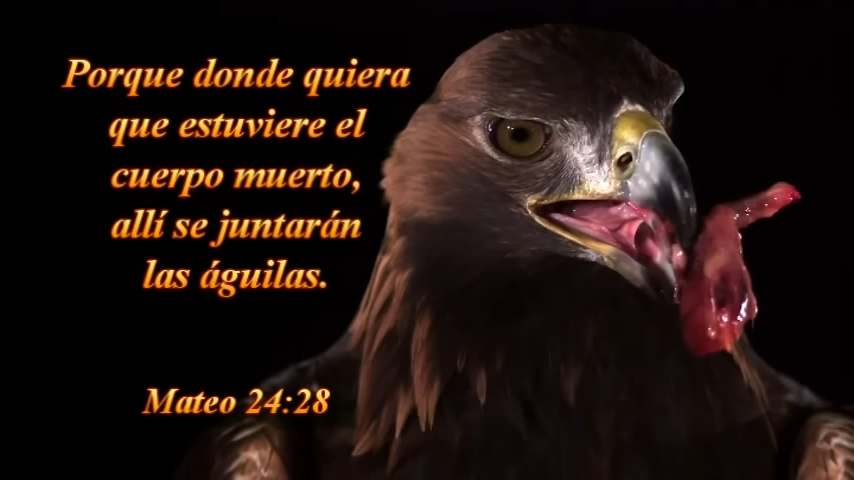 Porque donde quiera
que estuviere el
cuerpo muerto,
allí se juntarán
las águilas.
Mateo 24:28